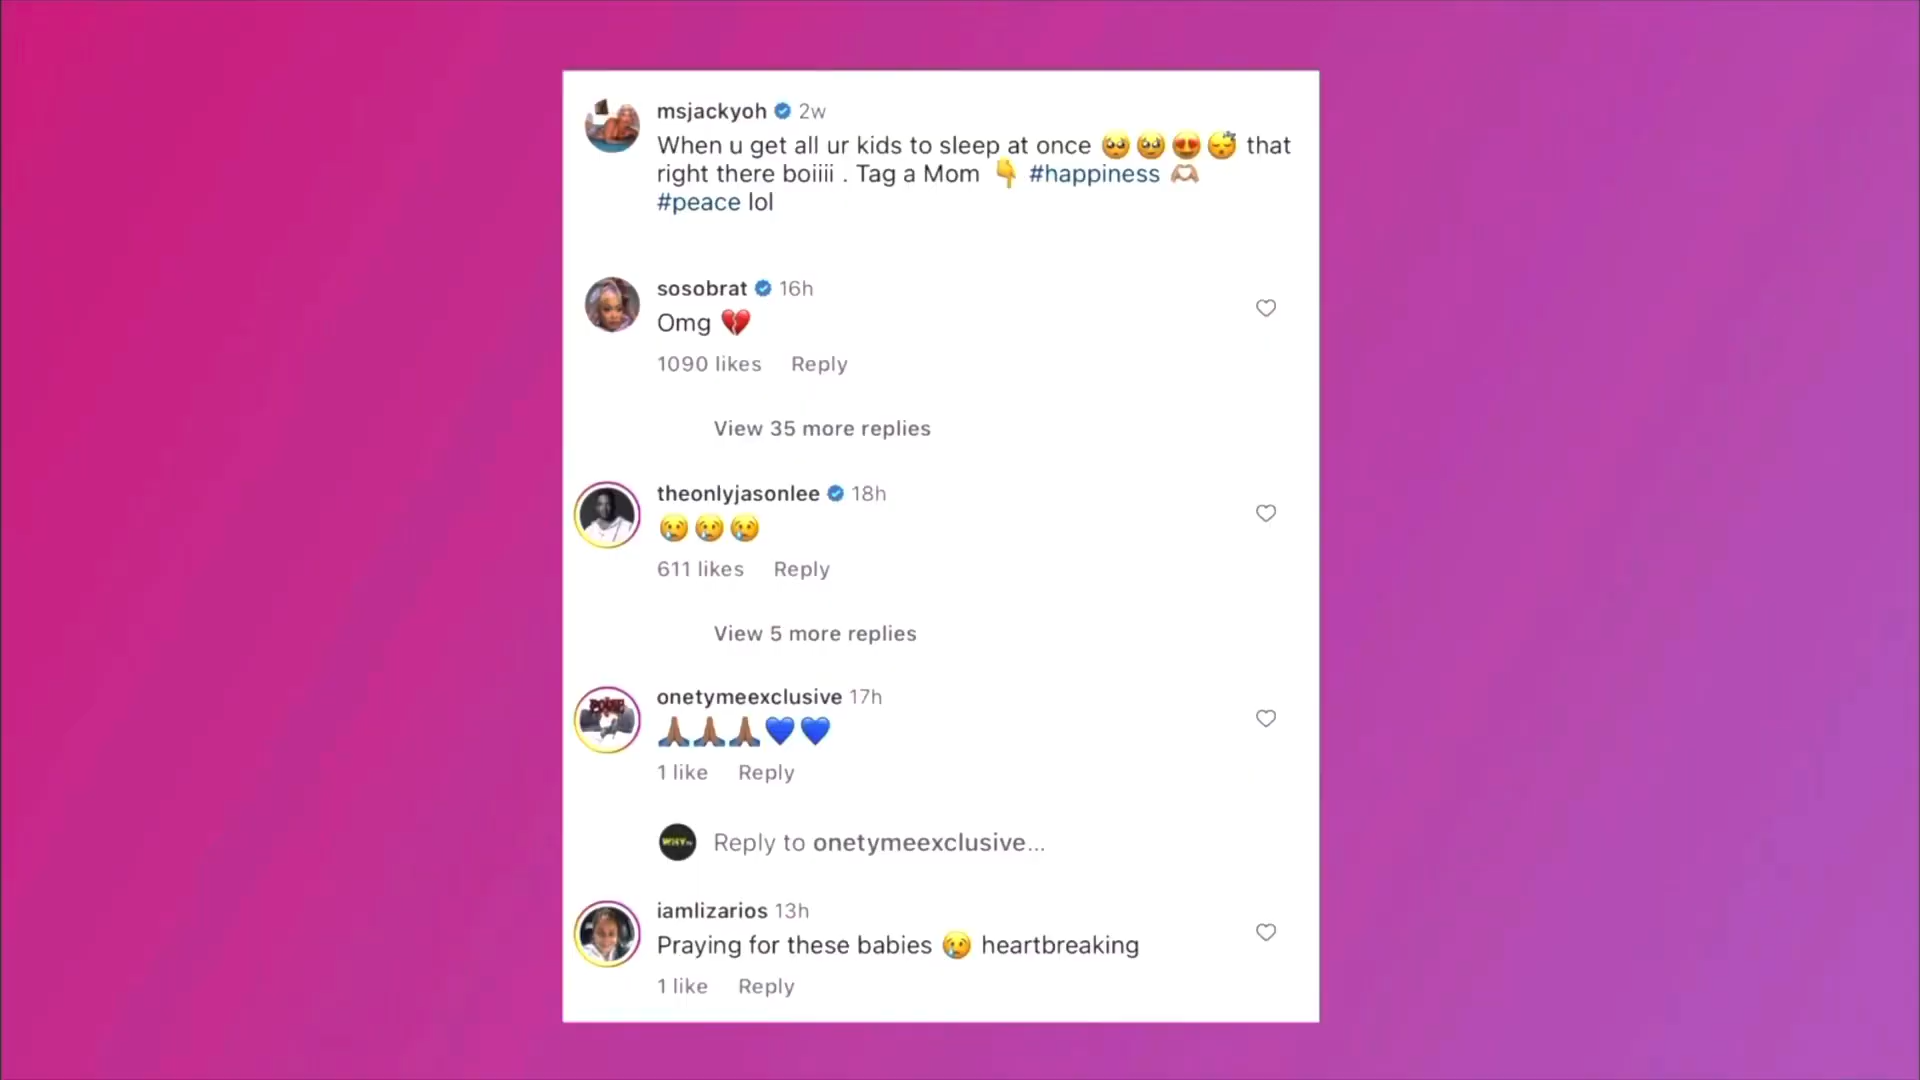 msjackyoh 2w
When u get all ur kids to sleep at once 🥺🥹😍😴 that
right there boiiii . Tag a Mom 👇 #happiness 🫶🏽
#peace lol
sosobrat 16h
Omg 💔
1090 likes Reply
View 35 more replies
theonlyjasonlee 18h
😢😢😢
611 likes Reply
View 5 more replies
onetymeexclusive 17h
🙏🏾🙏🏾🙏🏾💙💙
1 like Reply
Reply to onetymeexclusive...
iamlizarios 13h
Praying for these babies 😢 heartbreaking
1 like Reply